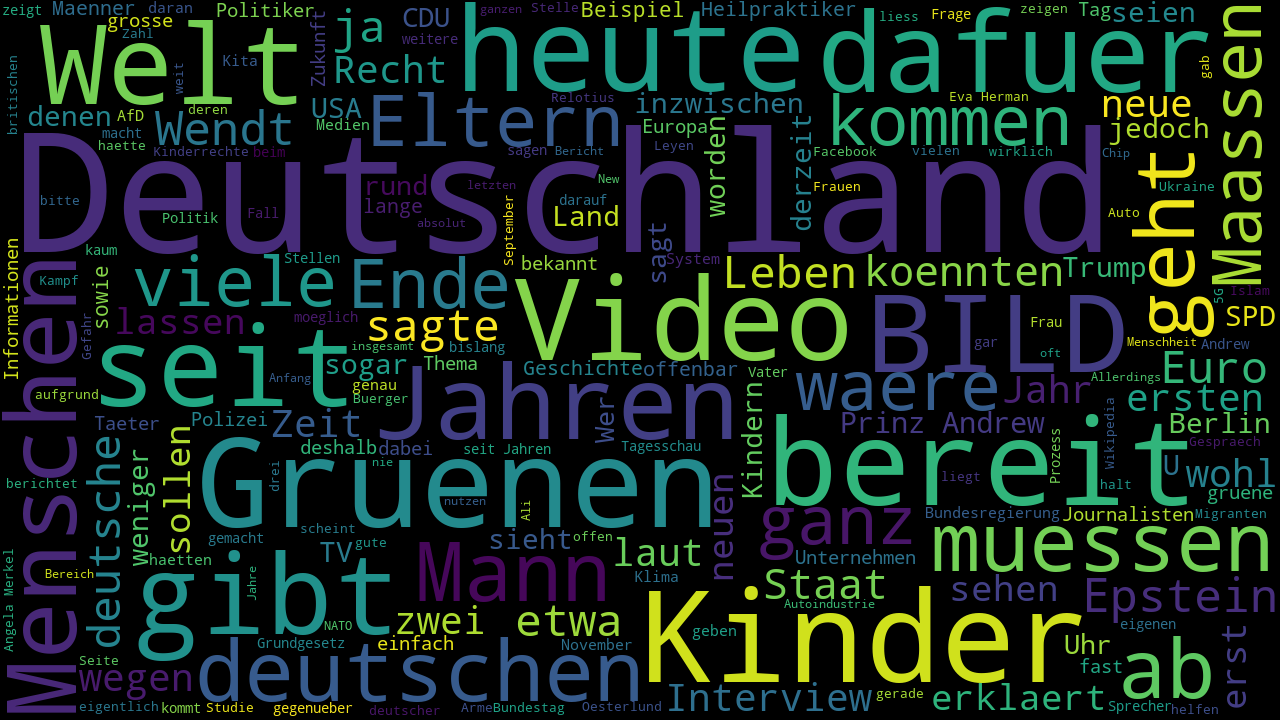 zeigt
Maenner
daran
Politiker
ganzen
Stelle
Beispiel
Heilpraktiker
liess
Frage
zeigen
Tag
seien
grosse
Zahl
Welt
Zukunft
ja
CDU
weitere
heute
dafuer
gab
Maassen
britischen
Kita
weit
Recht
denen
AfD
deren
macht
haette
Wendt
USA
Medien
Eltern
Relotius
inzwischen
Eva Herman
kommen
neue
jedoch
Kinderrechte
beim
sagen
Bericht
Europa
Leyen
worden
derzeit
Facebook
vielen
wirklich
Chip
Deutschland
bitte
Politik
Fall
rund
lange
letzten
absolut
New
darauf
Land
September
sagt
System
Frauen
Auto
Ukraine
geht
Informationen
kaum
Kampf
sowie
Gefahr
viele
Stellen
Ende
bekannt
Leben
koennten
Trump
5G
Islam
SPD
Menschen
lassen
moeglich
sagte
Video
BILD
Frau
gar
oft
Menschheit
Andrew
seit
insgesamt
bislang
sogar
Thema
Geschichte
offenbar
Vater
Anfang
genau
Buerger
aufgrund
Jahren
Wer
waere
Jahr
Allerdings
Euro
ersten
Taeter
Polizei
Zeit
deshalb
dabei
seit Jahren
Tagesschau
Kindern
Prinz Andrew
Prozess
Wikipedia
Berlin
Gespraech
deutsche
weniger
sollen
berichtet
Gruenen
drei
nie
nutzen
Ali
neuen
bereit
liegt
U
wohl
halt
gruene
scheint
gemacht
haetten
TV
gute
sieht
offen
laut
ganz
Bundesregierung
Journalisten
Migranten
muessen
Angela Merkel
Bereich
gibt
Jahre
NATO
Mann
Klima
Unternehmen
Staat
Autoindustrie
sehen
Epstein
zwei
etwa
Grundgesetz
einfach
November
Kinder
geben
eigenen
Uhr
fast
ab
erst
Seite
wegen
deutschen
Interview
gerade
erklaert
Sprecher
helfen
eigentlich
kommt
Studie
gegenueber
deutscher
Arme
Bundestag
Oesterlund